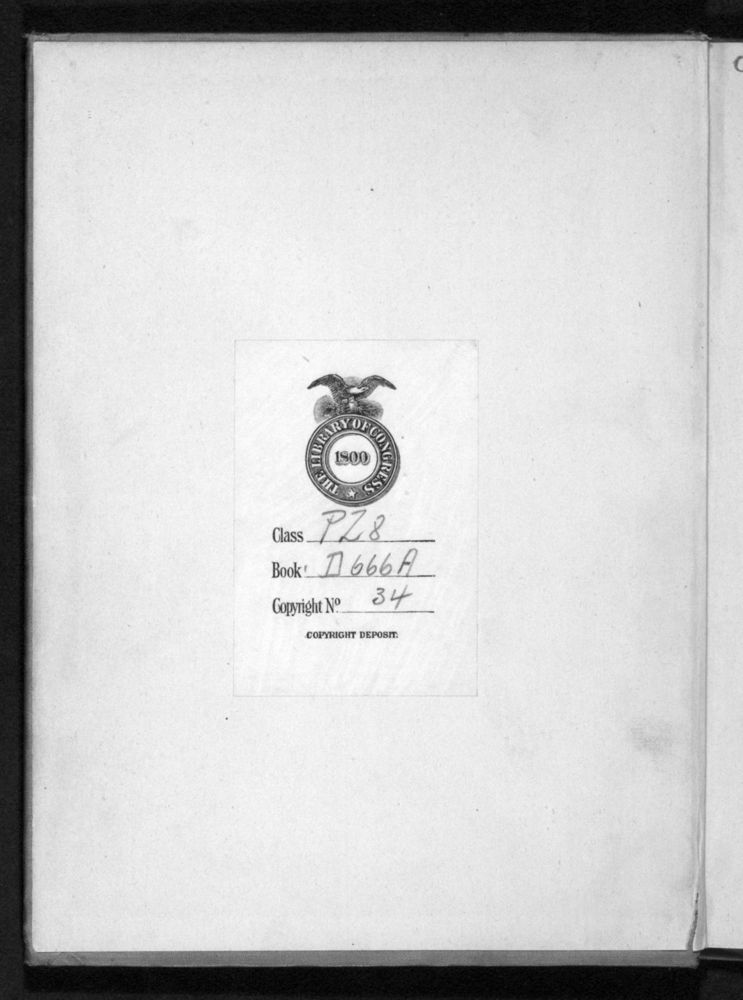 THE LIBRARY OF CONGRESS
1800
Class PZ8
Book D666A
Copyright Nº 34
COPYRIGHT DEPOSIT.